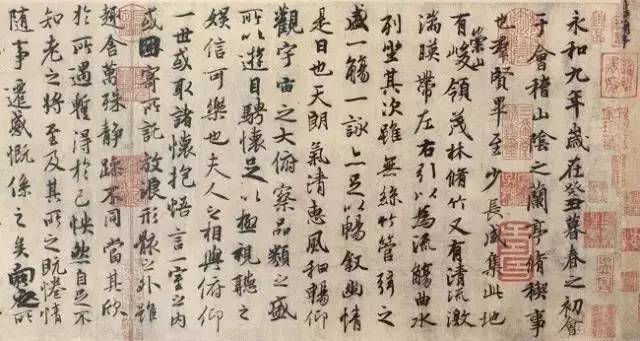 永和九年歲在癸丑暮春之初會
于會稽山陰之蘭亭脩稧事
也羣賢畢至少長咸集此地
有崇山峻領茂林脩竹又有清流激
湍暎帶左右引以為流觴曲水
列坐其次雖無絲竹管弦之
盛一觴一詠亦足以暢敘幽情
是日也天朗氣清惠風和暢仰
觀宇宙之大俯察品類之盛
所以遊目騁懷足以極視聽之
娛信可樂也夫人之相與俯仰
一世或取諸懷抱悟言一室之內
或因寄所託放浪形骸之外雖
趣舍萬殊靜躁不同當其欣
於所遇暫得於己怏然自足不
知老之將至及其所之既惓情
隨事遷感慨係之矣向之所